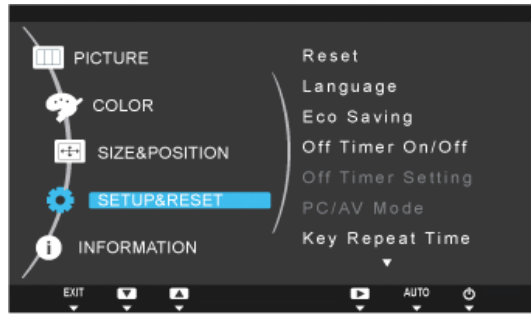 PICTURE
COLOR
SIZE&POSITION
SETUP&RESET
INFORMATION
Reset
Language
Eco Saving
Off Timer On/Off
Off Timer Setting
PC/AV Mode
Key Repeat Time
EXIT
AUTO